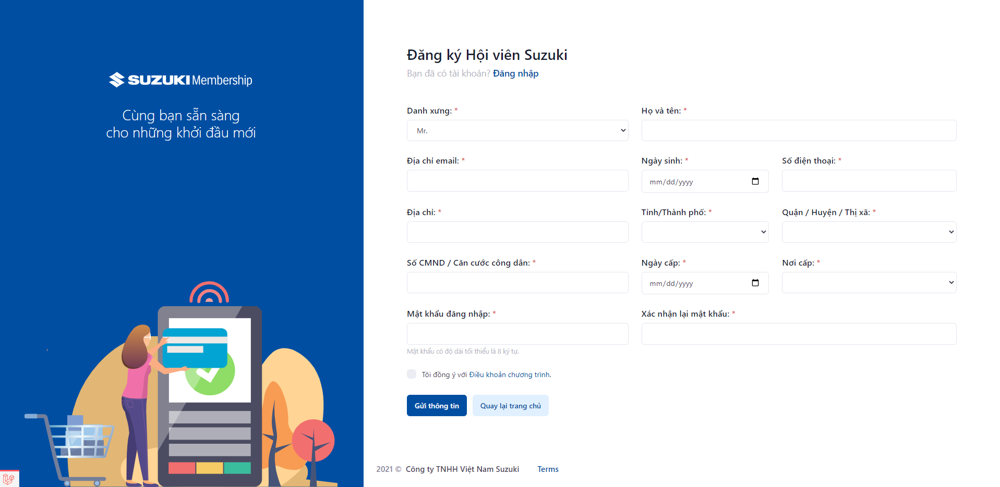 SUZUKI Membership
Cùng bạn sẵn sàng
cho những khởi đầu mới
Đăng ký Hội viên Suzuki
Bạn đã có tài khoản? Đăng nhập
Danh xưng: *
Họ và tên: *
Mr.
Địa chỉ email: *
Ngày sinh: *
Số điện thoại: *
mm/dd/yyyy
Địa chỉ: *
Tỉnh/Thành phố: *
Quận / Huyện / Thị xã: *
Số CMND / Căn cước công dân: *
Ngày cấp: *
Nơi cấp: *
mm/dd/yyyy
Mật khẩu đăng nhập: *
Xác nhận lại mật khẩu: *
Mật khẩu có độ dài tối thiểu là 8 ký tự.
Tôi đồng ý với Điều khoản chương trình.
Gửi thông tin
Quay lại trang chủ
2021 © Công ty TNHH Việt Nam Suzuki
Terms